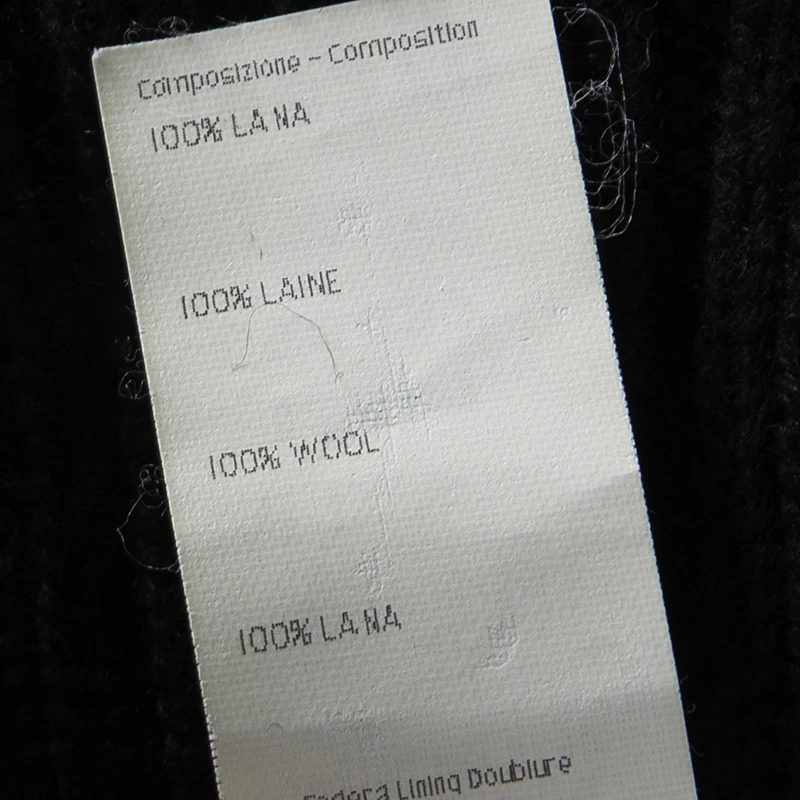 Composizione - Composition
100% LANA
100% LAINE
100% WOOL
100% LANA
Fodera Lining Doublure